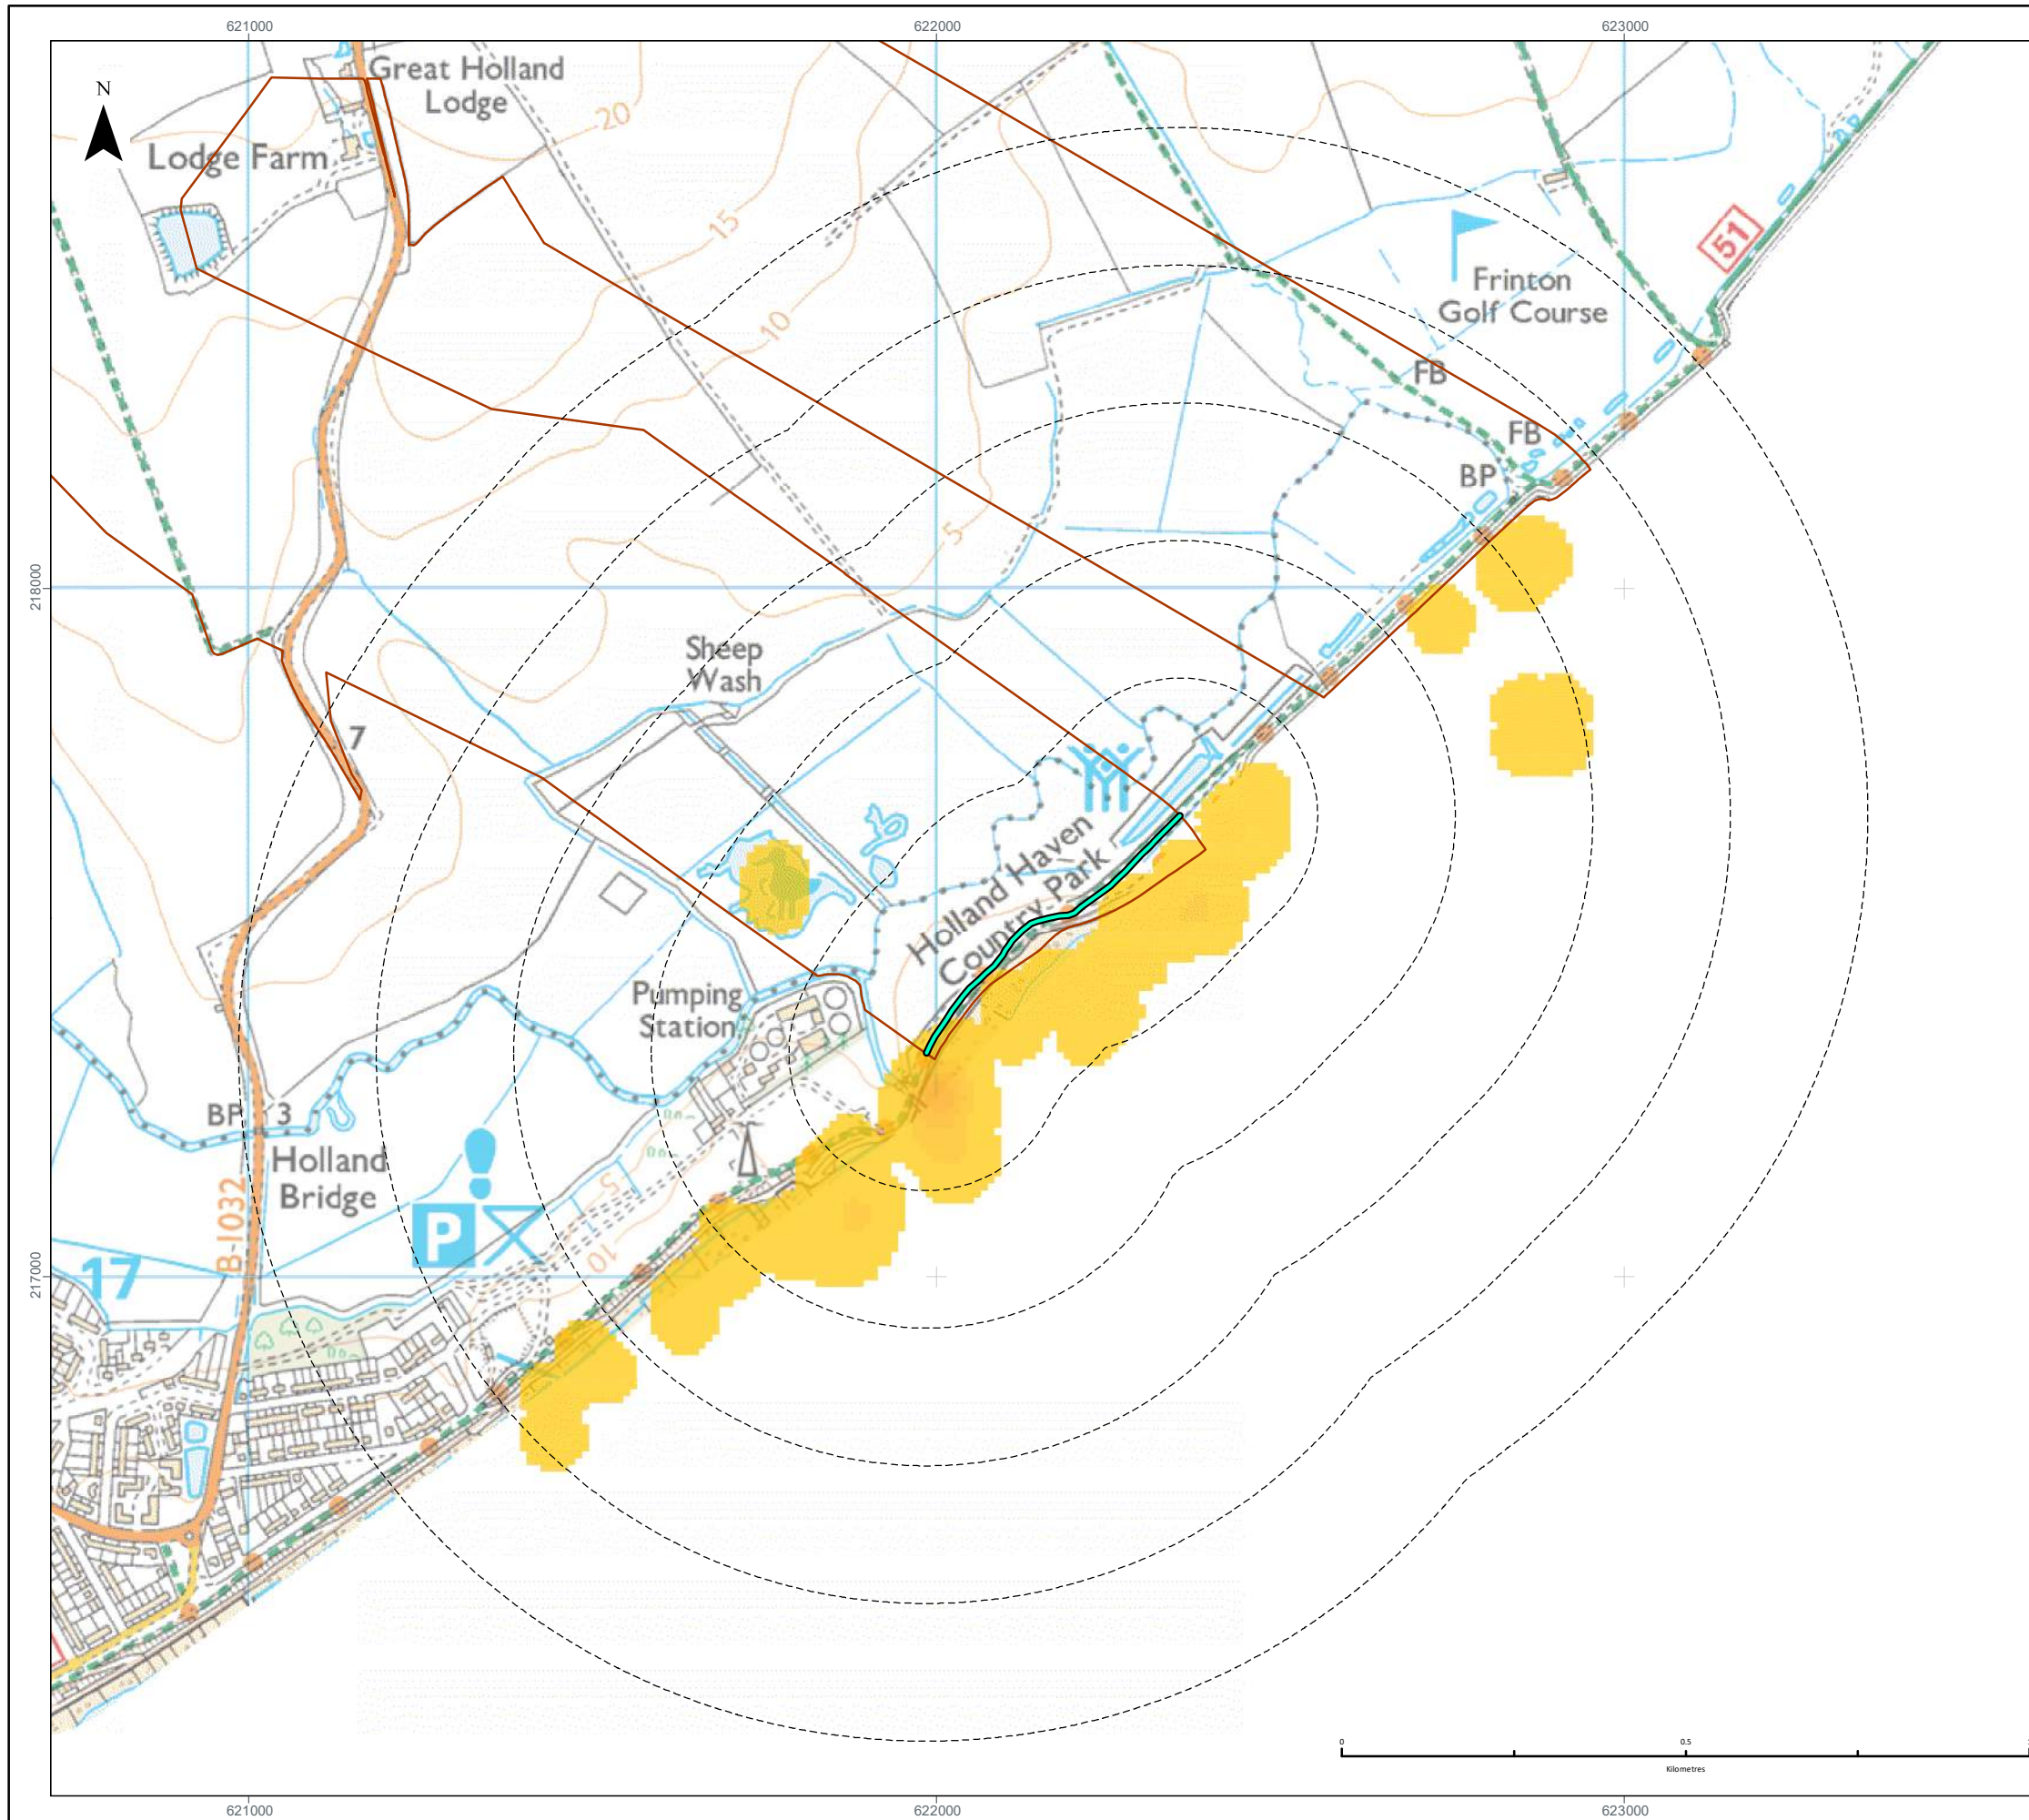 621000
622000
623000
N
Great Holland
Lodge
20
Lodge Farm
15
51
Frinton
Golf Course
10
FB
FB
BP
5
218000
Sheep
Wash
7
Holland Haven
Country Park
Pumping
Station
BP
3
Holland
Bridge
B 1032
5
P
10
17
217000
0
0.5
Kilometres
621000
622000
623000